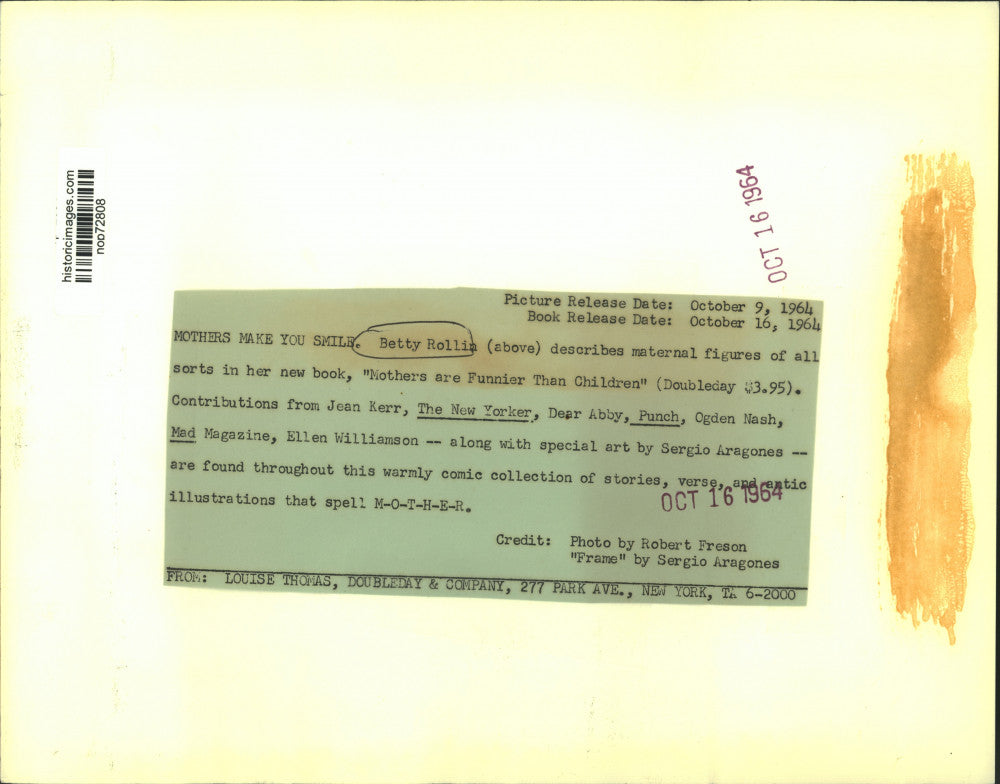 historicimages.com
nop72808
OCT 16 1964
Picture Release Date: October 9, 1964
Book Release Date: October 16, 1964
MOTHERS MAKE YOU SMILE. Betty Rollin (above) describes maternal figures of all
sorts in her new book, "Mothers are Funnier Than Children" (Doubleday $3.95).
Contributions from Jean Kerr, The New Yorker, Dear Abby, Punch, Ogden Nash,
Mad Magazine, Ellen Williamson -- along with special art by Sergio Aragones --
are found throughout this warmly comic collection of stories, verse, and antic
illustrations that spell M-O-T-H-E-R.
OCT 16 1964
Credit: Photo by Robert Freson
"Frame" by Sergio Aragones
FROM: LOUISE THOMAS, DOUBLEDAY & COMPANY, 277 PARK AVE., NEW YORK, TA 6-2000